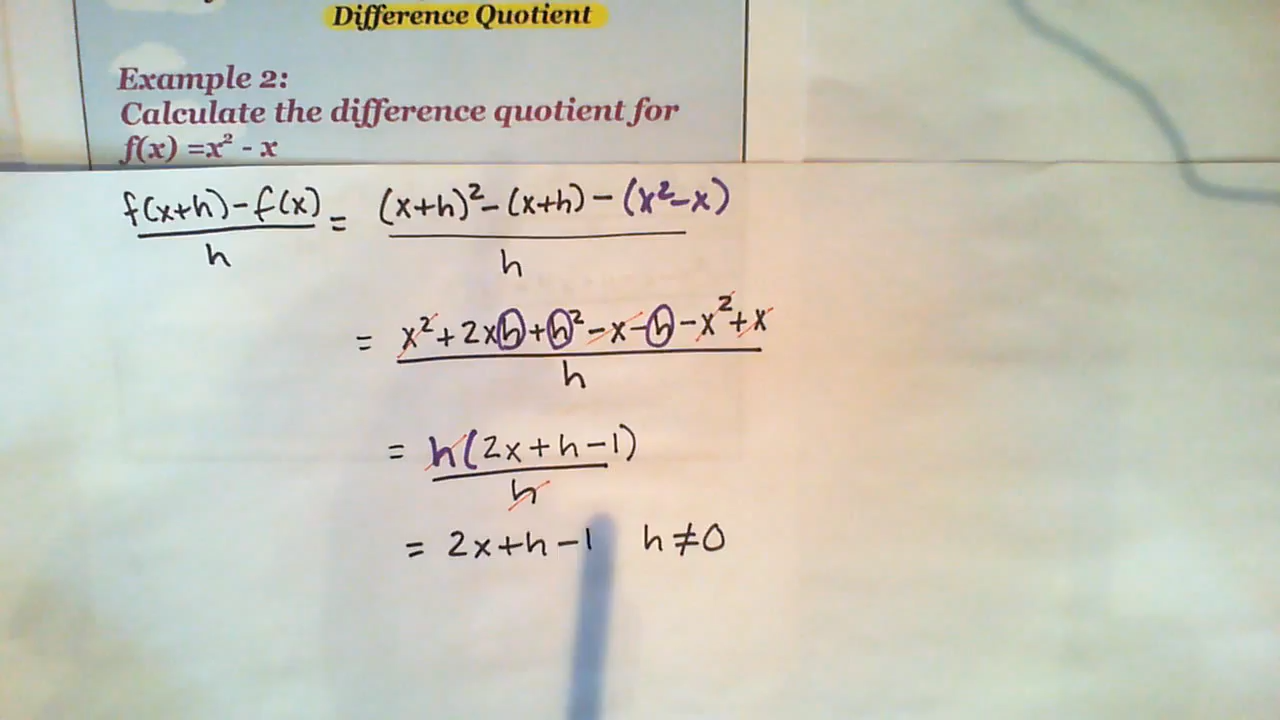 Difference Quotient
Example 2:
Calculate the difference quotient for
f(x) =x² - x
f(x+h)-f(x) = (x+h)²-(x+h)-(x²-x)
h h
= x²+2xh+h²-x-h-x²+x
h
= h(2x+h-1)
h
= 2x+h-1 h≠0